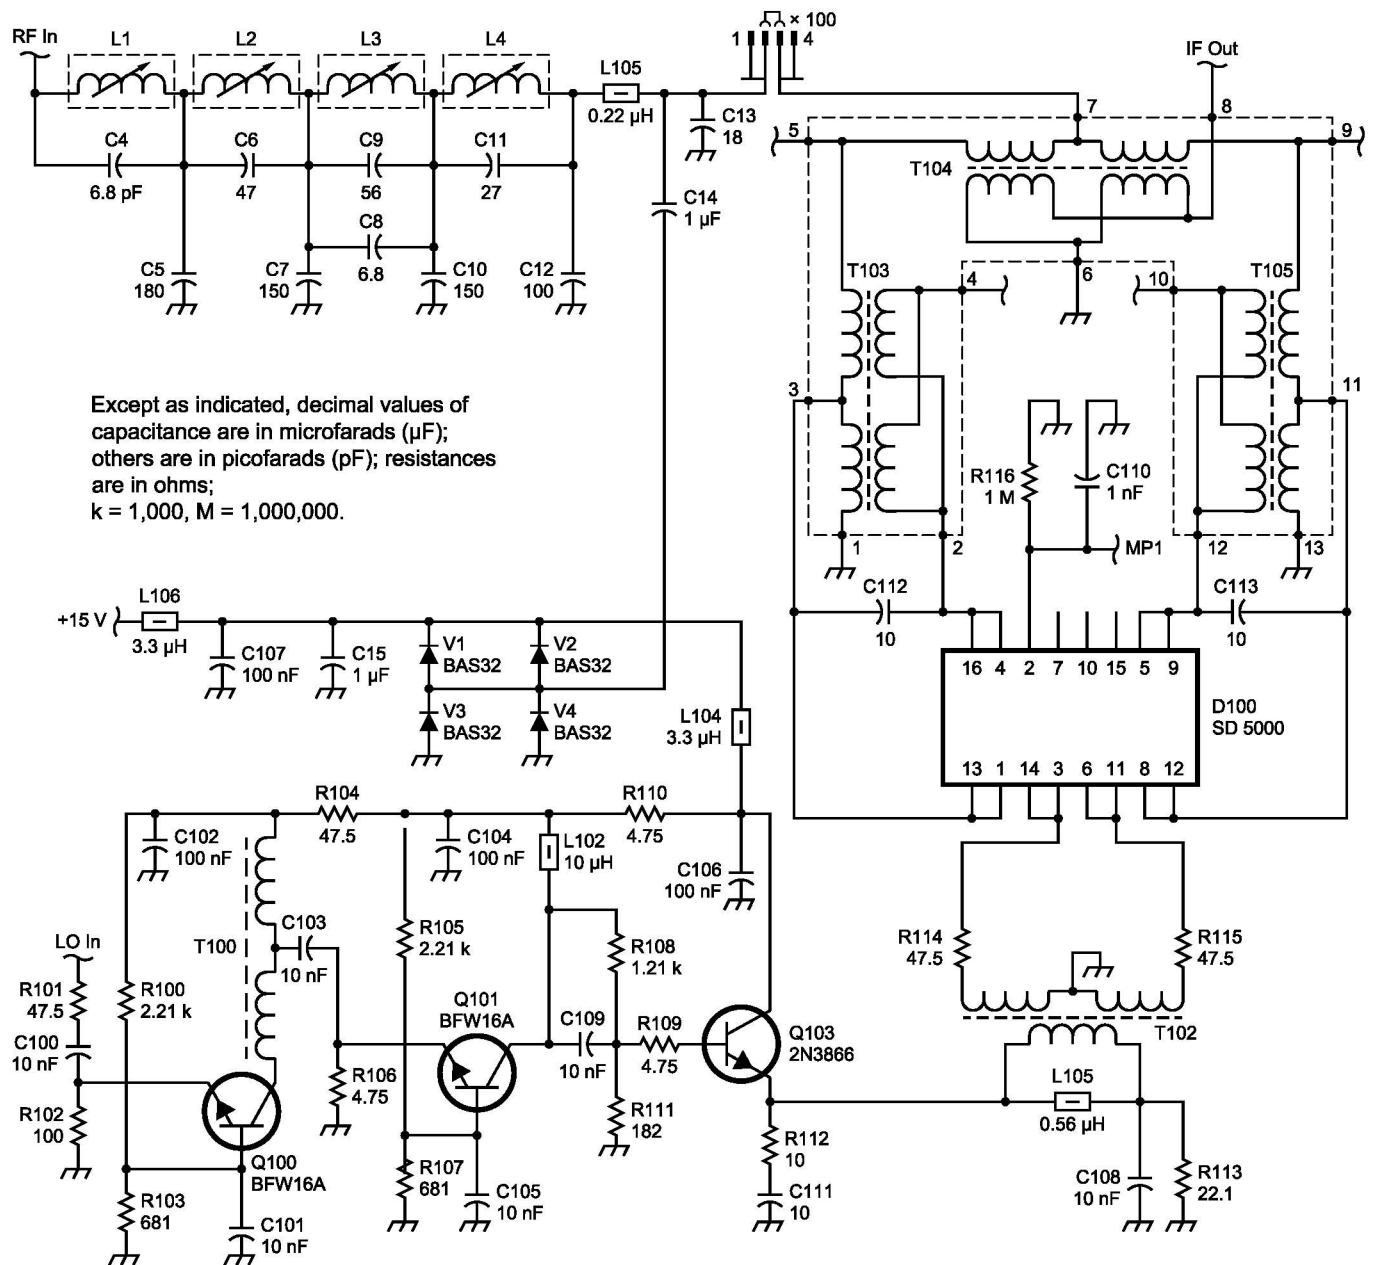 RF In
L1
L2
L3
L4
L105
0.22 µH
1
4
× 100
IF Out
C4
6.8 pF
C6
47
C9
56
C11
27
C8
6.8
C5
180
C7
150
C10
150
C12
100
C13
18
C14
1 µF
5
7
8
9
T104
T103
4
6
10
T105
3
11
1
2
12
13
R116
1 M
C110
1 nF
MP1
Except as indicated, decimal values of
capacitance are in microfarads (µF);
others are in picofarads (pF); resistances
are in ohms;
k = 1,000, M = 1,000,000.
+15 V
L106
3.3 µH
C107
100 nF
C15
1 µF
V1
BAS32
V2
BAS32
V3
BAS32
V4
BAS32
L104
3.3 µH
C112
10
C113
10
16 4 2 7 10 15 5 9
D100
SD 5000
13 1 14 3 6 11 8 12
R104
47.5
R110
4.75
C102
100 nF
C104
100 nF
L102
10 µH
C106
100 nF
T100
C103
10 nF
R105
2.21 k
R108
1.21 k
LO In
R101
47.5
R100
2.21 k
C100
10 nF
R102
100
Q101
BFW16A
C109
10 nF
R109
4.75
Q103
2N3866
R106
4.75
R111
182
Q100
BFW16A
R103
681
C101
10 nF
R107
681
C105
10 nF
R112
10
C111
10
R114
47.5
R115
47.5
T102
L105
0.56 µH
C108
10 nF
R113
22.1